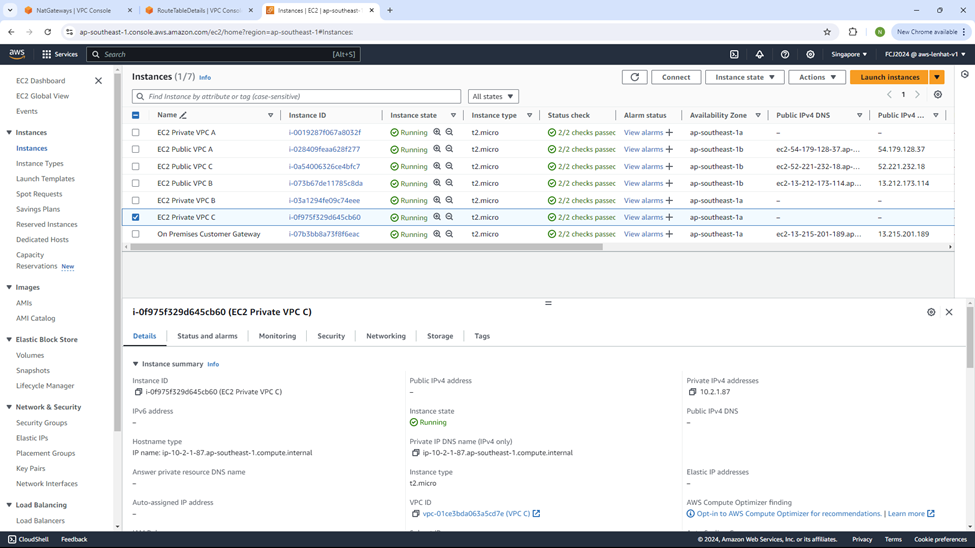 NatGateways | VPC Console
RouteTableDetails | VPC Conso
Instances | EC2 | ap-southeast-1
ap-southeast-1.console.aws.amazon.com/ec2/home?region=ap-southeast-1#Instances:
New Chrome available
aws
Services
Search
[Alt+S]
Singapore
FCJ2024 @ aws-lenhat-v1
EC2 Dashboard
EC2 Global View
Events
Instances
Instances
Instance Types
Launch Templates
Spot Requests
Savings Plans
Reserved Instances
Dedicated Hosts
Capacity
Reservations New
Images
AMIs
AMI Catalog
Elastic Block Store
Volumes
Snapshots
Lifecycle Manager
Network & Security
Security Groups
Elastic IPs
Placement Groups
Key Pairs
Network Interfaces
Load Balancing
Load Balancers
Instances (1/7) Info
Connect
Instance state
Actions
Launch instances
Find Instance by attribute or tag (case-sensitive)
All states
1
Name Instance ID Instance state Instance type Status check Alarm status Availability Zone Public IPv4 DNS Public IPv4 ...
EC2 Private VPC A i-0019287f067a8032f Running t2.micro 2/2 checks passec View alarms + ap-southeast-1a – –
EC2 Public VPC A i-028409feaa628f277 Running t2.micro 2/2 checks passec View alarms + ap-southeast-1b ec2-54-179-128-37.ap-... 54.179.128.37
EC2 Public VPC C i-0a54006326ce4bfc7 Running t2.micro 2/2 checks passec View alarms + ap-southeast-1b ec2-52-221-232-18.ap-... 52.221.232.18
EC2 Public VPC B i-073b67de11785c8da Running t2.micro 2/2 checks passec View alarms + ap-southeast-1b ec2-13-212-173-114.ap... 13.212.173.114
EC2 Private VPC B i-03a1294fe09c74eee Running t2.micro 2/2 checks passec View alarms + ap-southeast-1a – –
EC2 Private VPC C i-0f975f329d645cb60 Running t2.micro 2/2 checks passec View alarms + ap-southeast-1a – –
On Premises Customer Gateway i-07b3bb8a73f8f6eac Running t2.micro 2/2 checks passec View alarms + ap-southeast-1a ec2-13-215-201-189.ap... 13.215.201.189
i-0f975f329d645cb60 (EC2 Private VPC C)
Details
Status and alarms
Monitoring
Security
Networking
Storage
Tags
Instance summary Info
Instance ID
i-0f975f329d645cb60 (EC2 Private VPC C)
Public IPv4 address
–
Private IPv4 addresses
10.2.1.87
IPv6 address
–
Instance state
Running
Public IPv4 DNS
–
Hostname type
IP name: ip-10-2-1-87.ap-southeast-1.compute.internal
Private IP DNS name (IPv4 only)
ip-10-2-1-87.ap-southeast-1.compute.internal
Answer private resource DNS name
–
Instance type
t2.micro
Elastic IP addresses
–
Auto-assigned IP address
–
VPC ID
vpc-01ce3bda063a5cd7e (VPC C)
AWS Compute Optimizer finding
Opt-in to AWS Compute Optimizer for recommendations. | Learn more
CloudShell
Feedback
© 2024, Amazon Web Services, Inc. or its affiliates.
Privacy
Terms
Cookie preferences